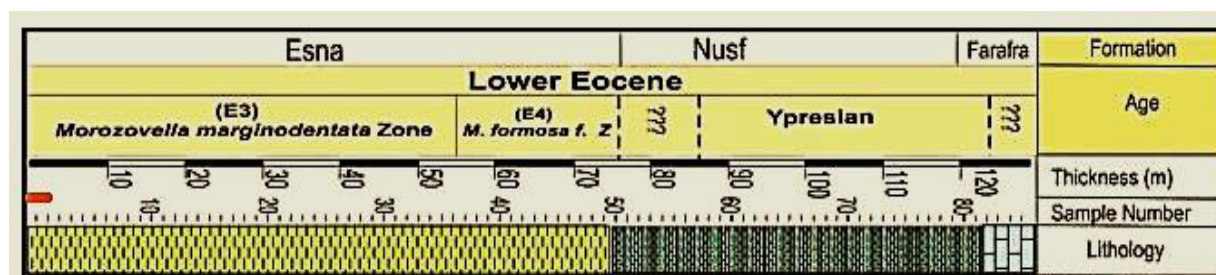 Esna Nusf Farafra Formation
Lower Eocene
Age
(E3) (E4)
Morozovella marginodentata Zone M. formosa f. Z ??? Ypresian ???
10 20 30 40 50 60 70 80 90 100 110 120 Thickness (m)
10- 20- 30- 40- 50- 60- 70- 80- Sample Number
Lithology